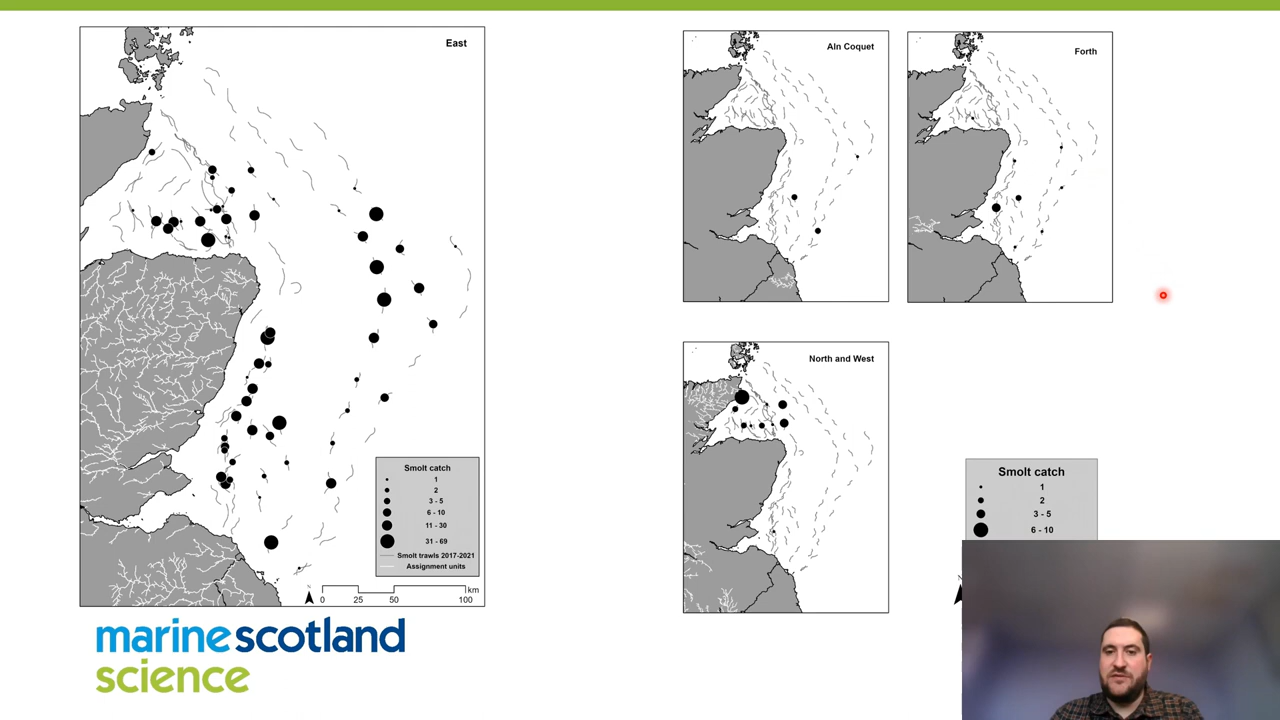 East
Smolt catch
1
2
3 - 5
6 - 10
11 - 30
31 - 69
Smolt trawls 2017-2021
Assignment units
km
0 25 50 100
marinescotland
science
Aln Coquet
Forth
North and West
Smolt catch
1
2
3 - 5
6 - 10